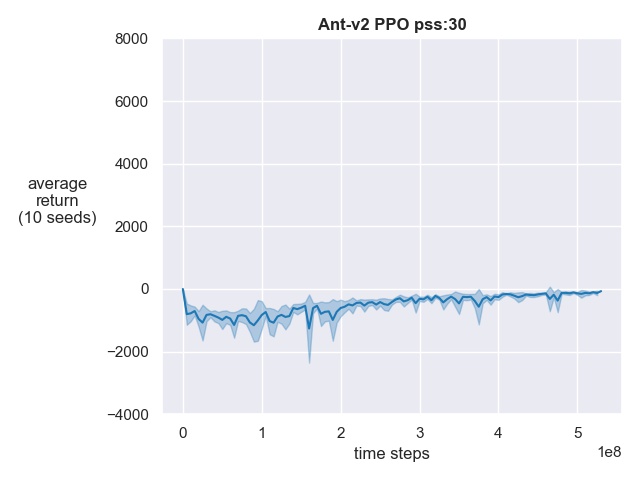 Ant-v2 PPO pss:30
8000
6000
4000
2000
0
−2000
−4000
average
return
(10 seeds)
0 1 2 3 4 5
1e8
time steps